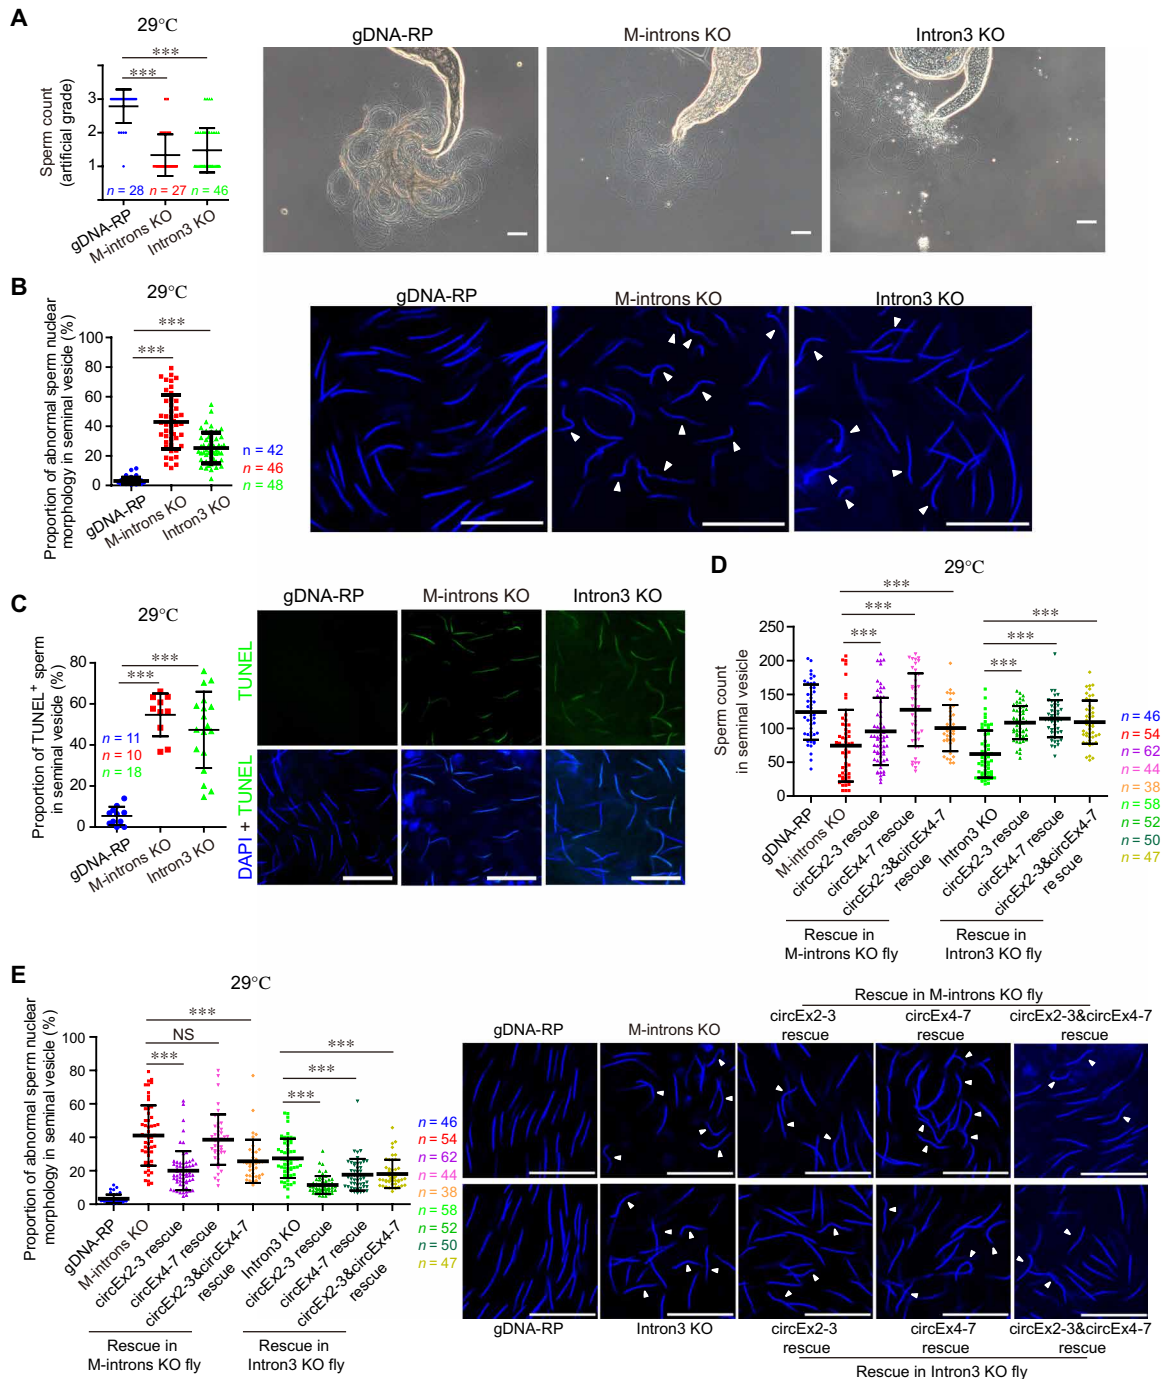 A
29°C
***
***
Sperm count
(artificial grade)
3
2
1
n = 28
n = 27
n = 46
gDNA-RP
M-introns KO
Intron3 KO
gDNA-RP
M-introns KO
Intron3 KO
B
29°C
***
***
Proportion of abnormal sperm nuclear
morphology in seminal vesicle (%)
100
80
60
40
20
0
n = 42
n = 46
n = 48
gDNA-RP
M-introns KO
Intron3 KO
gDNA-RP
M-introns KO
Intron3 KO
C
29°C
***
***
Proportion of TUNEL+ sperm
in seminal vesicle (%)
80
60
40
20
0
n = 11
n = 10
n = 18
gDNA-RP
M-introns KO
Intron3 KO
gDNA-RP
M-introns KO
Intron3 KO
TUNEL
DAPI + TUNEL
D
29°C
***
***
***
***
***
***
Sperm count
in seminal vesicle
250
200
150
100
50
0
n = 46
n = 54
n = 62
n = 44
n = 38
n = 58
n = 52
n = 50
n = 47
gDNA-RP
M-introns KO
circEx2-3 rescue
circEx4-7 rescue
circEx2-3&circEx4-7
rescue
Intron3 KO
circEx2-3 rescue
circEx4-7 rescue
circEx2-3&circEx4-7
rescue
Rescue in
M-introns KO fly
Rescue in
Intron3 KO fly
E
29°C
***
NS
***
***
***
***
Proportion of abnormal sperm nuclear
morphology in seminal vesicle (%)
100
80
60
40
20
0
n = 46
n = 54
n = 62
n = 44
n = 38
n = 58
n = 52
n = 50
n = 47
gDNA-RP
M-introns KO
circEx2-3 rescue
circEx4-7 rescue
circEx2-3&circEx4-7
rescue
Intron3 KO
circEx2-3 rescue
circEx4-7 rescue
circEx2-3&circEx4-7
rescue
Rescue in
M-introns KO fly
Rescue in
Intron3 KO fly
Rescue in M-introns KO fly
gDNA-RP
M-introns KO
circEx2-3
rescue
circEx4-7
rescue
circEx2-3&circEx4-7
rescue
gDNA-RP
Intron3 KO
circEx2-3
rescue
circEx4-7
rescue
circEx2-3&circEx4-7
rescue
Rescue in Intron3 KO fly